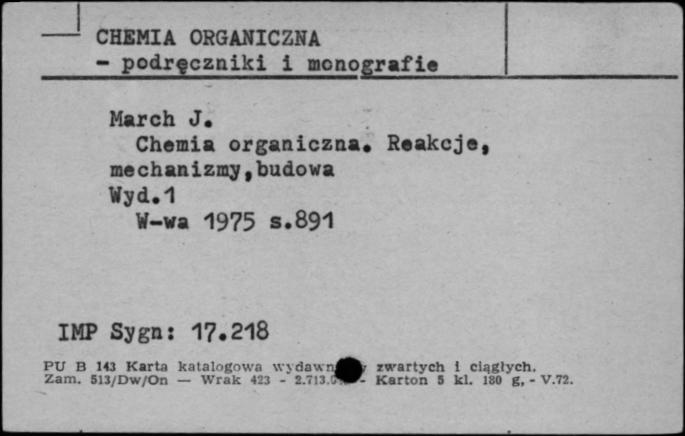 CHEMIA ORGANICZNA
- podręczniki i monografie
March J.
Chemia organiczna. Reakcje,
mechanizmy,budowa
Wyd.1
W-wa 1975 s.891
IMP Sygn: 17.218
PU B 143 Karta katalogowa zwartych i ciągłych.
Zam. 513/Dw/On — Wrak 423 - - Karton 5 kl. 180 g, - V.72.